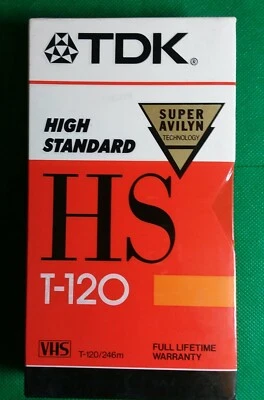 TDK®
SUPER
AVILYN
TECHNOLOGY
HIGH
STANDARD
HS
T-120
VHS T-120/246m
FULL LIFETIME
WARRANTY